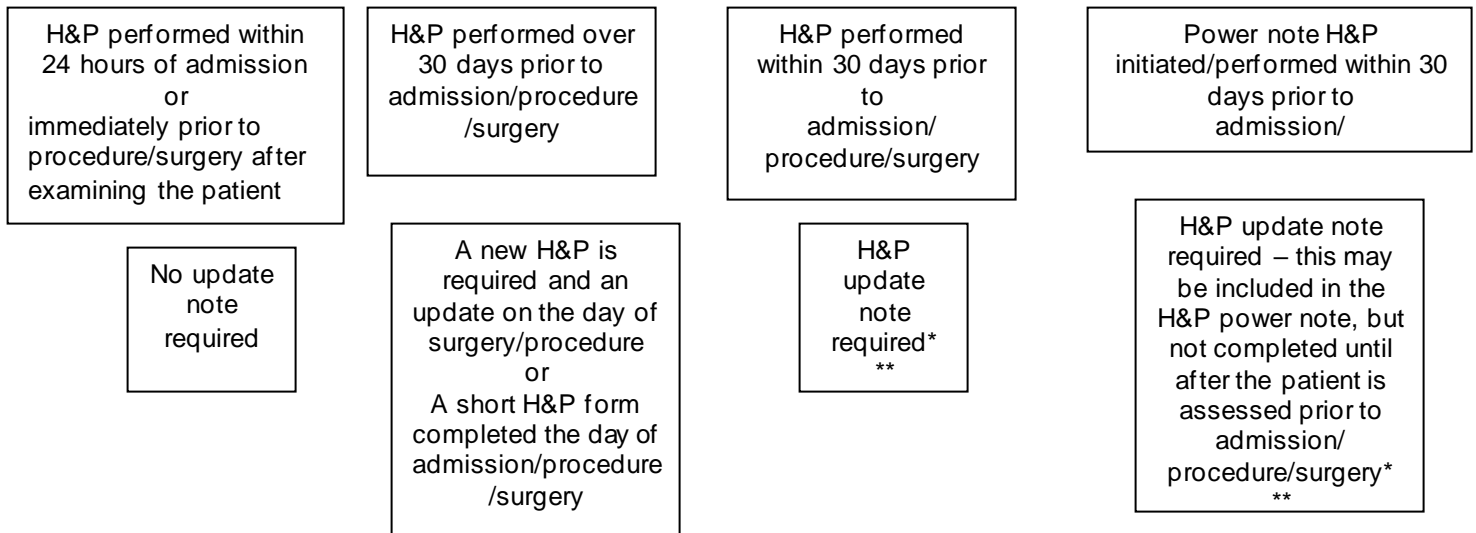 H&P performed within
24 hours of admission
or
immediately prior to
procedure/surgery after
examining the patient
H&P performed over
30 days prior to
admission/procedure
/surgery
H&P performed
within 30 days prior
to
admission/
procedure/surgery
Power note H&P
initiated/performed within 30
days prior to
admission/
No update
note
required
A new H&P is
required and an
update on the day of
surgery/procedure
or
A short H&P form
completed the day of
admission/procedure
/surgery
H&P
update
note
required*
**
H&P update note
required – this may
be included in the
H&P power note, but
not completed until
after the patient is
assessed prior to
admission/
procedure/surgery*
**